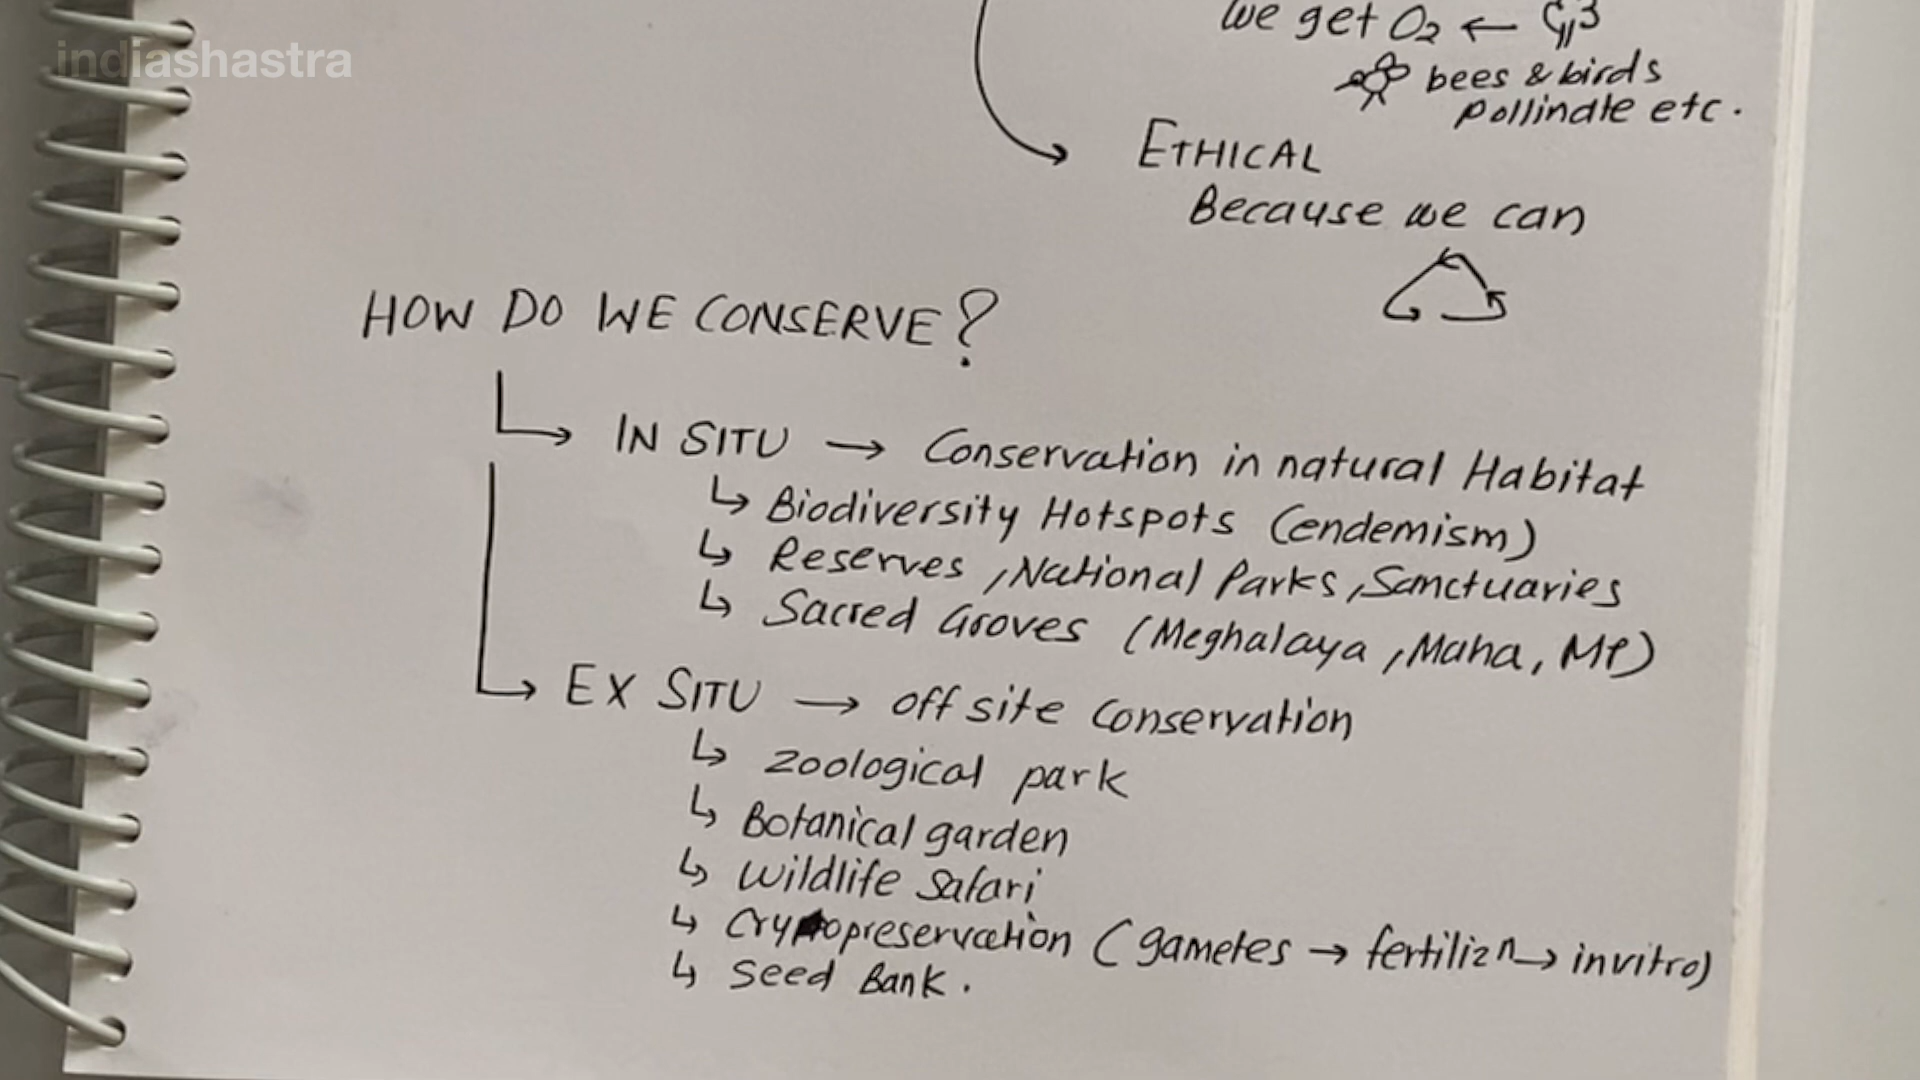 indiashastra
we get O₂ ←
bees & birds
pollindte etc.
ETHICAL
Because we can
HOW DO WE CONSERVE?
IN SITU → Conservation in natural Habitat
↳ Biodiversity Hotspots (endemism)
↳ Reserves, National Parks, Sanctuaries
↳ Sacred Groves (Meghalaya, Maha, MP)
EX SITU → off site conservation
↳ zoological park
↳ Botanical garden
↳ wildlife safari
↳ cryopreservation (gametes → fertilizn → invitro)
↳ seed Bank.